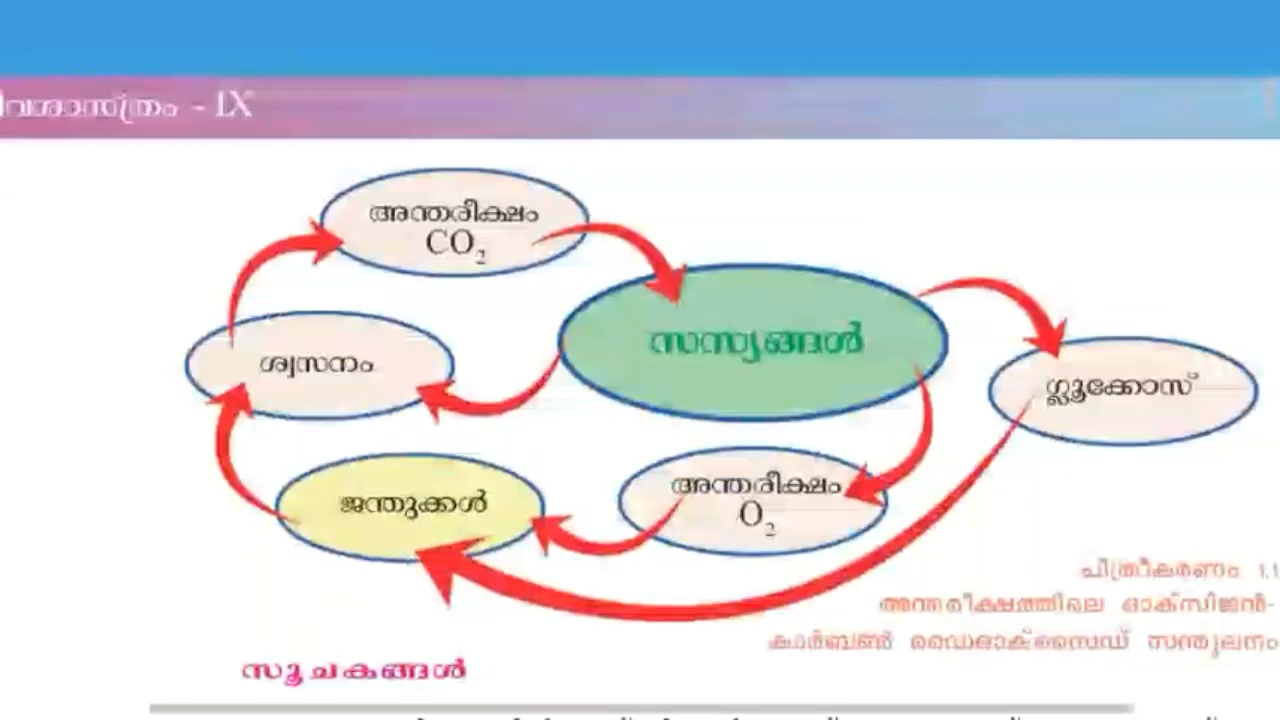 ജീവശാസ്ത്രം - IX
അന്തരീക്ഷം
CO₂
സസ്യങ്ങൾ
ശ്വസനം
ഗ്ലൂക്കോസ്
ജന്തുക്കൾ
അന്തരീക്ഷം
O₂
ചിത്രീകരണം 1.1
അന്തരീക്ഷത്തിലെ ഓക്സിജൻ-
കാർബൺ ഡൈഓക്സൈഡ് സന്തുലനം
സൂചകങ്ങൾ